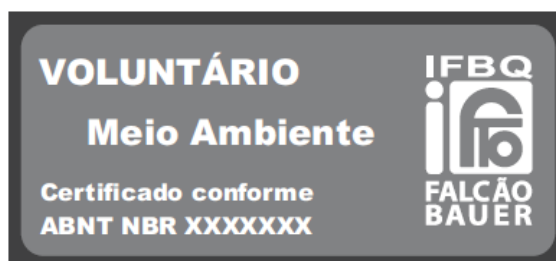 VOLUNTÁRIO
Meio Ambiente
Certificado conforme
ABNT NBR XXXXXXX
IFBQ
FALCÃO
BAUER